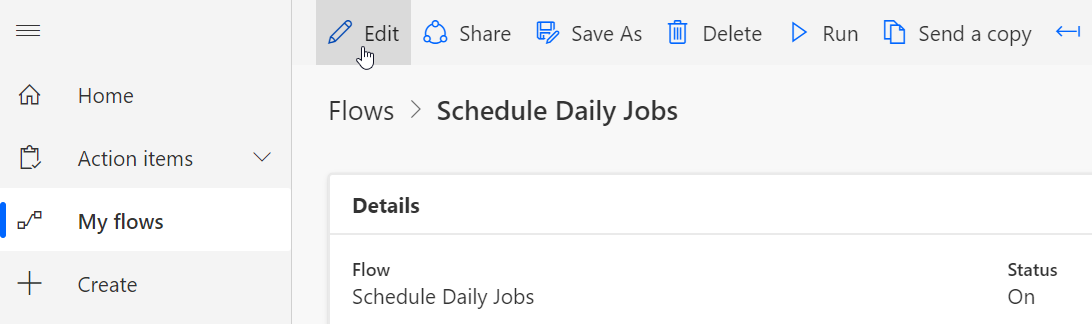 Edit Share Save As Delete Run Send a copy
Home
Action items
My flows
Create
Flows > Schedule Daily Jobs
Details
Flow
Schedule Daily Jobs
Status
On